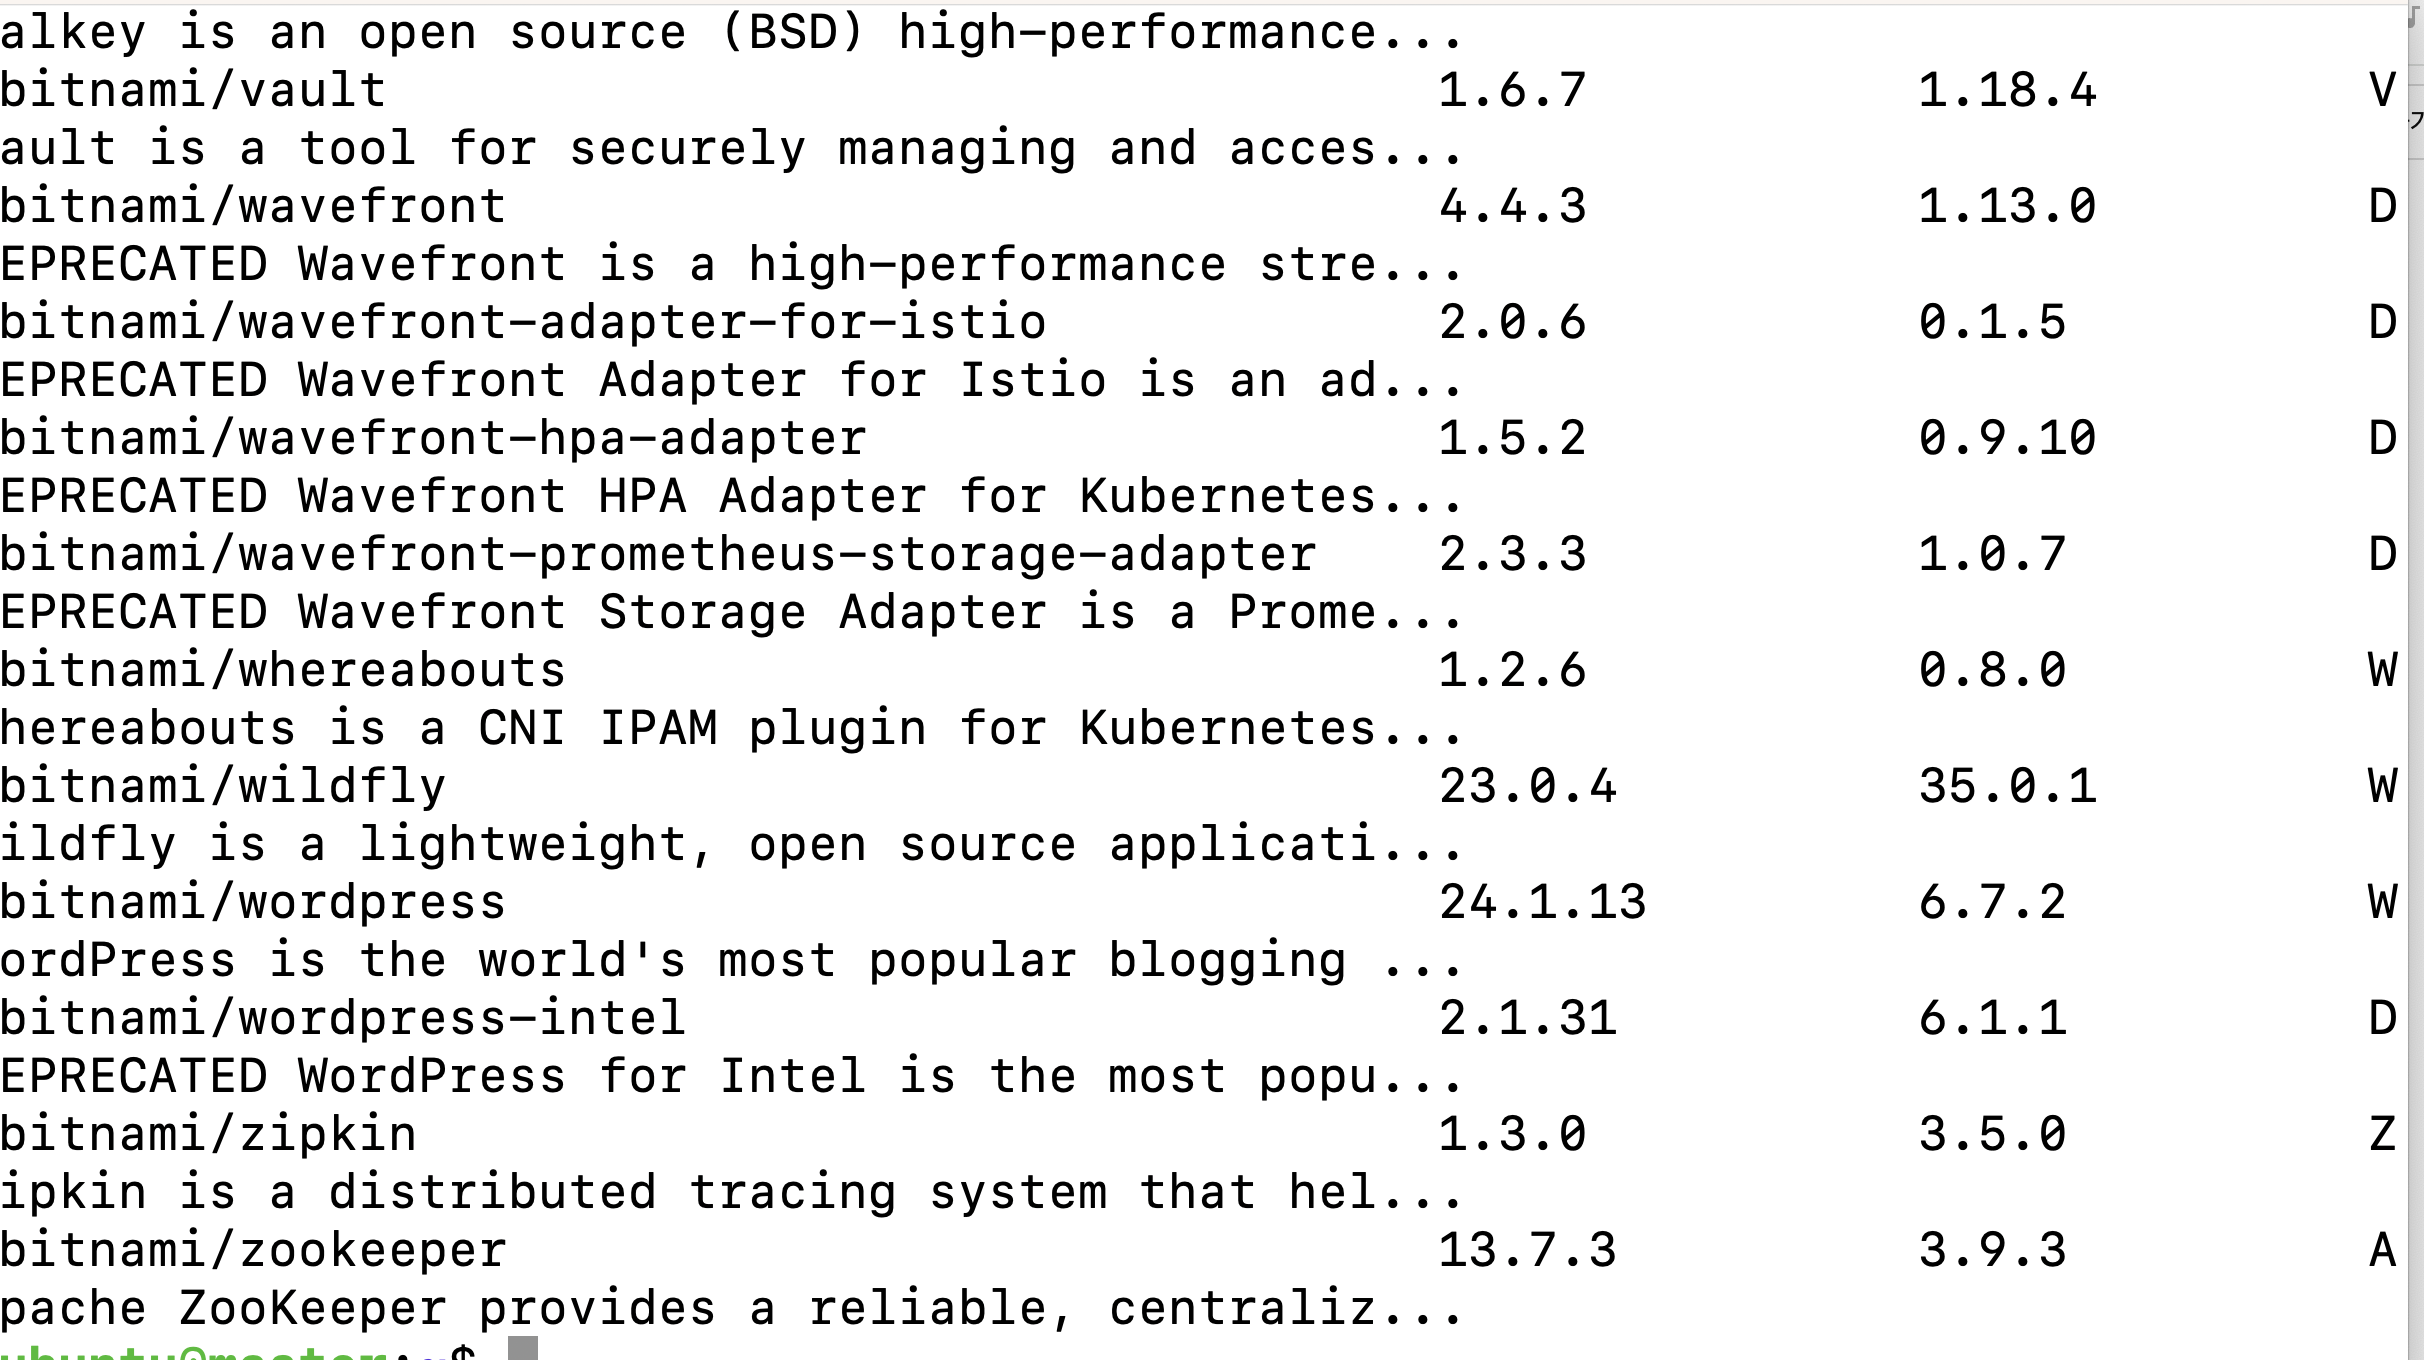 alkey is an open source (BSD) high-performance...
bitnami/vault 1.6.7 1.18.4 V
ault is a tool for securely managing and acces...
bitnami/wavefront 4.4.3 1.13.0 D
EPRECATED Wavefront is a high-performance stre...
bitnami/wavefront-adapter-for-istio 2.0.6 0.1.5 D
EPRECATED Wavefront Adapter for Istio is an ad...
bitnami/wavefront-hpa-adapter 1.5.2 0.9.10 D
EPRECATED Wavefront HPA Adapter for Kubernetes...
bitnami/wavefront-prometheus-storage-adapter 2.3.3 1.0.7 D
EPRECATED Wavefront Storage Adapter is a Prome...
bitnami/whereabouts 1.2.6 0.8.0 W
hereabouts is a CNI IPAM plugin for Kubernetes...
bitnami/wildfly 23.0.4 35.0.1 W
ildfly is a lightweight, open source applicati...
bitnami/wordpress 24.1.13 6.7.2 W
ordPress is the world's most popular blogging ...
bitnami/wordpress-intel 2.1.31 6.1.1 D
EPRECATED WordPress for Intel is the most popu...
bitnami/zipkin 1.3.0 3.5.0 Z
ipkin is a distributed tracing system that hel...
bitnami/zookeeper 13.7.3 3.9.3 A
pache ZooKeeper provides a reliable, centraliz...
ubuntu@master:~$